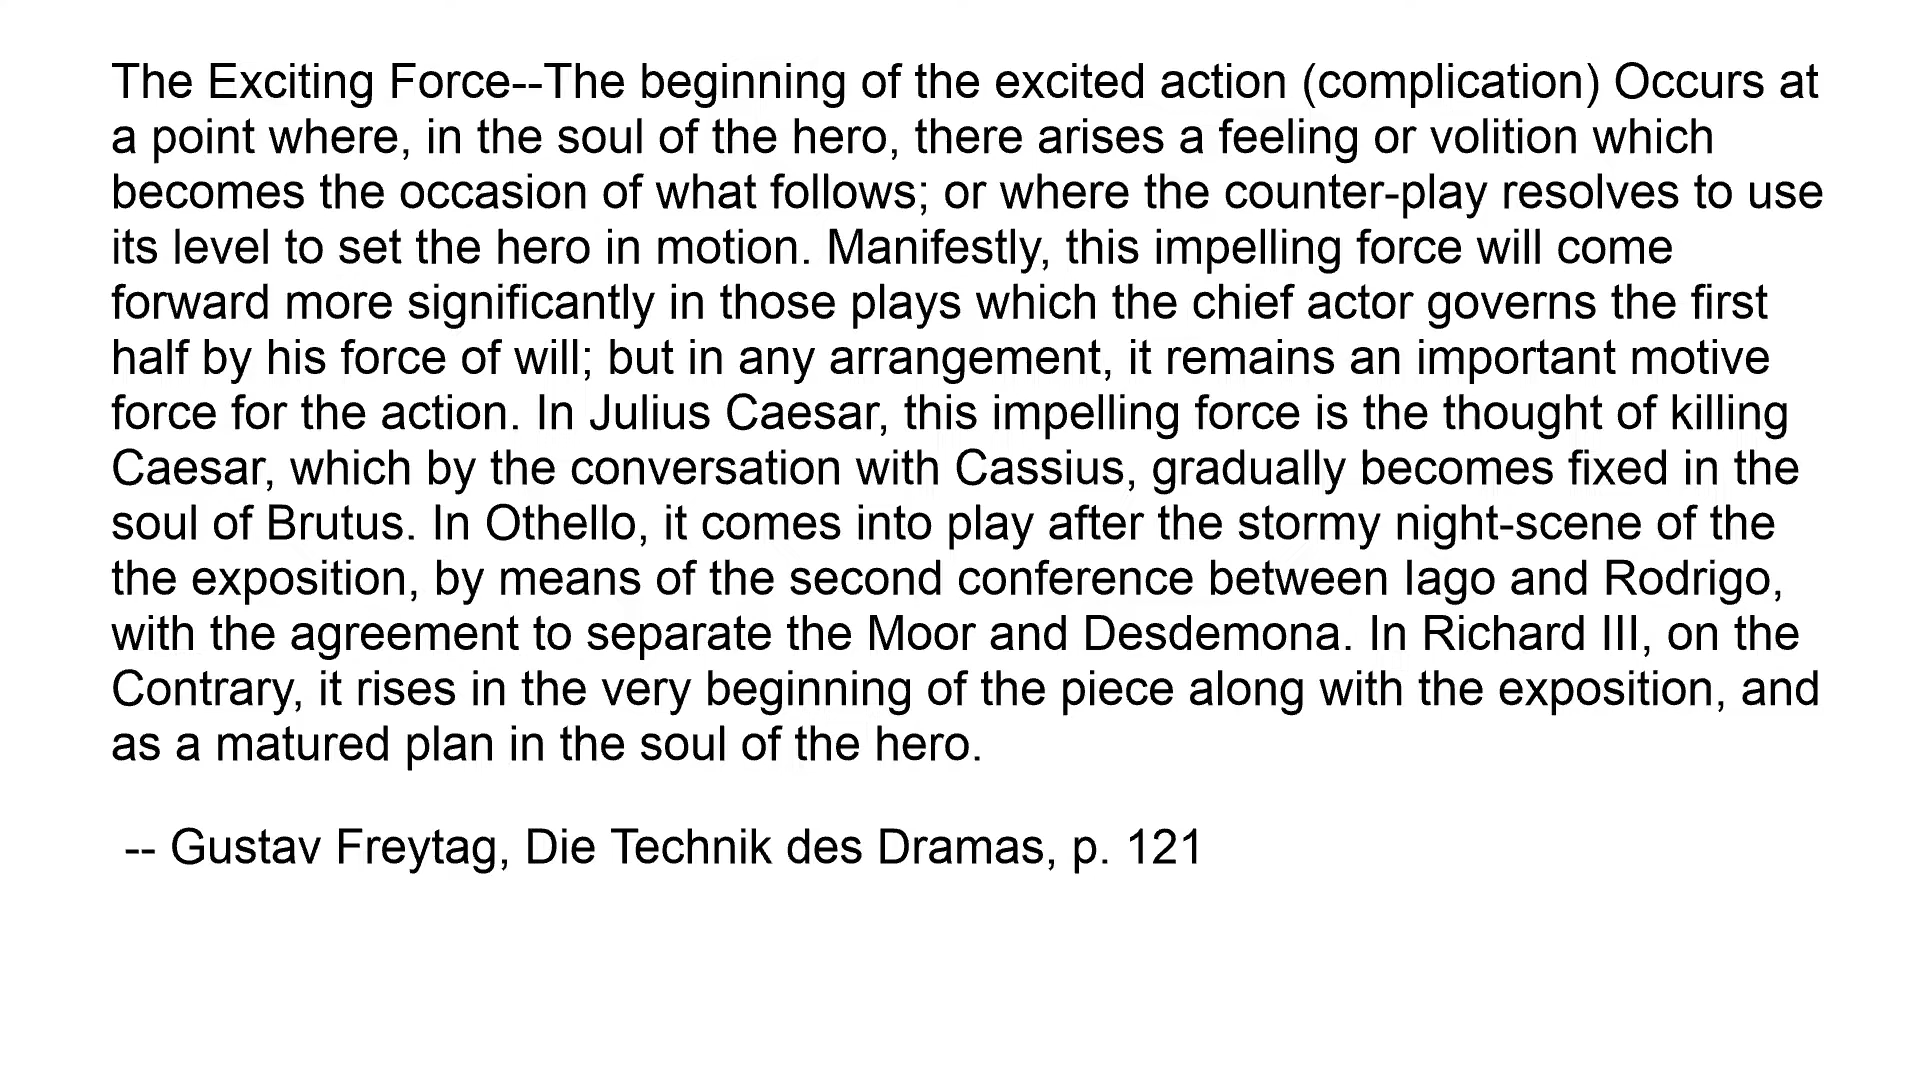 The Exciting Force--The beginning of the excited action (complication) Occurs at
a point where, in the soul of the hero, there arises a feeling or volition which
becomes the occasion of what follows; or where the counter-play resolves to use
its level to set the hero in motion. Manifestly, this impelling force will come
forward more significantly in those plays which the chief actor governs the first
half by his force of will; but in any arrangement, it remains an important motive
force for the action. In Julius Caesar, this impelling force is the thought of killing
Caesar, which by the conversation with Cassius, gradually becomes fixed in the
soul of Brutus. In Othello, it comes into play after the stormy night-scene of the
the exposition, by means of the second conference between Iago and Rodrigo,
with the agreement to separate the Moor and Desdemona. In Richard III, on the
Contrary, it rises in the very beginning of the piece along with the exposition, and
as a matured plan in the soul of the hero.
-- Gustav Freytag, Die Technik des Dramas, p. 121